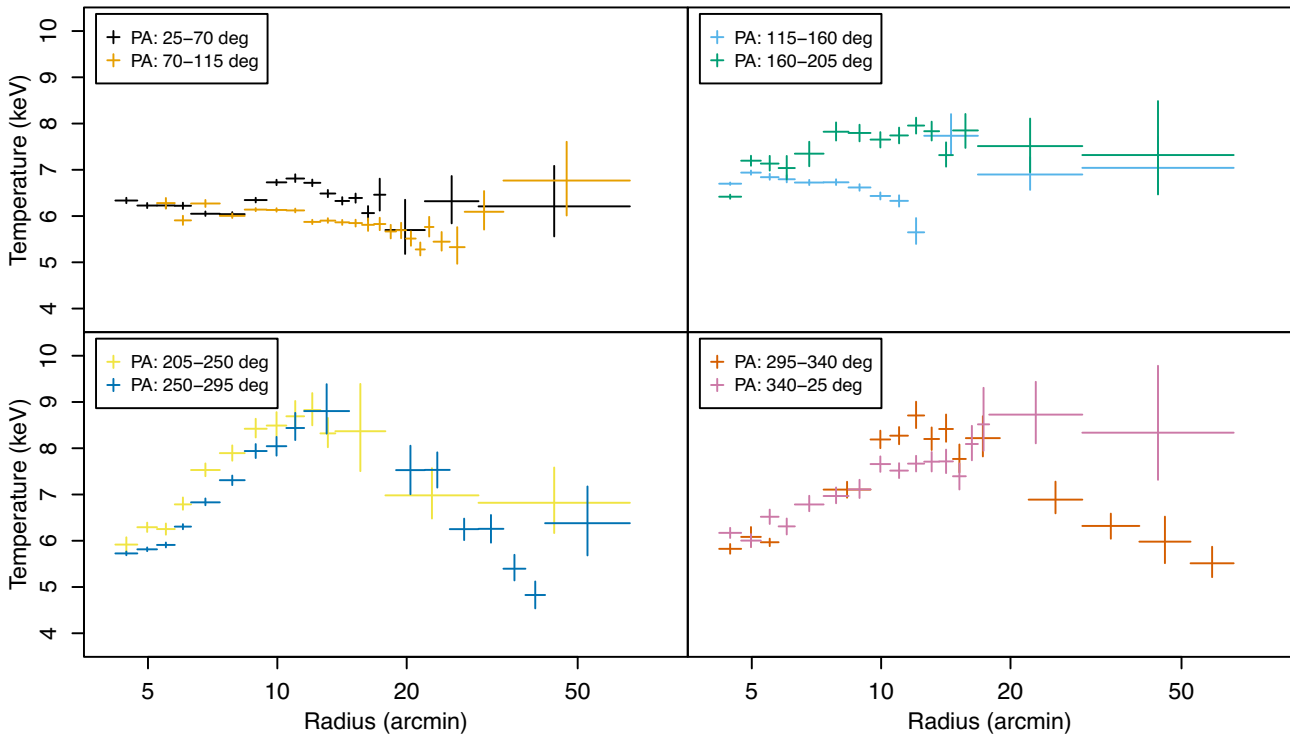 PA: 25−70 deg
PA: 70−115 deg
PA: 115−160 deg
PA: 160−205 deg
10
9
8
7
6
5
4
Temperature (keV)
PA: 205−250 deg
PA: 250−295 deg
PA: 295−340 deg
PA: 340−25 deg
10
9
8
7
6
5
4
Temperature (keV)
5 10 20 50
5 10 20 50
Radius (arcmin)
Radius (arcmin)